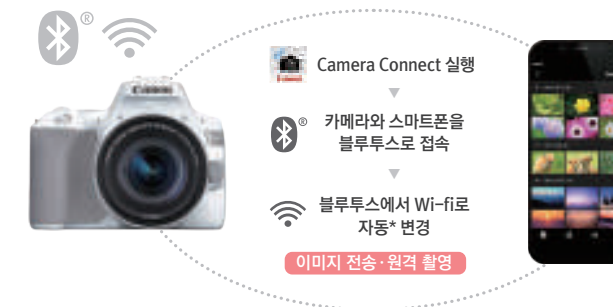 ®
Canon
Camera Connect 실행
®
카메라와 스마트폰을
블루투스로 접속
블루투스에서 Wi-fi로
자동* 변경
이미지 전송·원격 촬영